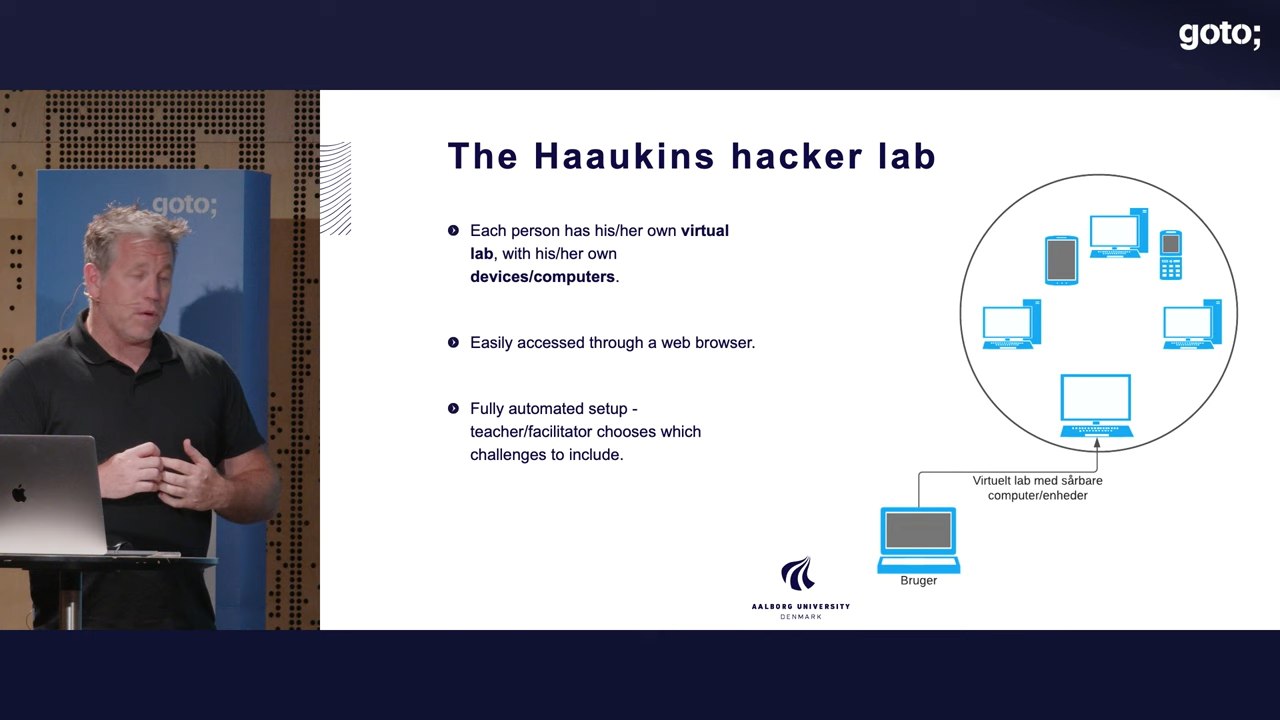 goto;
goto;
The Haaukins hacker lab
Each person has his/her own virtual
lab, with his/her own
devices/computers.
Easily accessed through a web browser.
Fully automated setup -
teacher/facilitator chooses which
challenges to include.
Virtuelt lab med sårbare
computer/enheder
Bruger
AALBORG UNIVERSITY
DENMARK